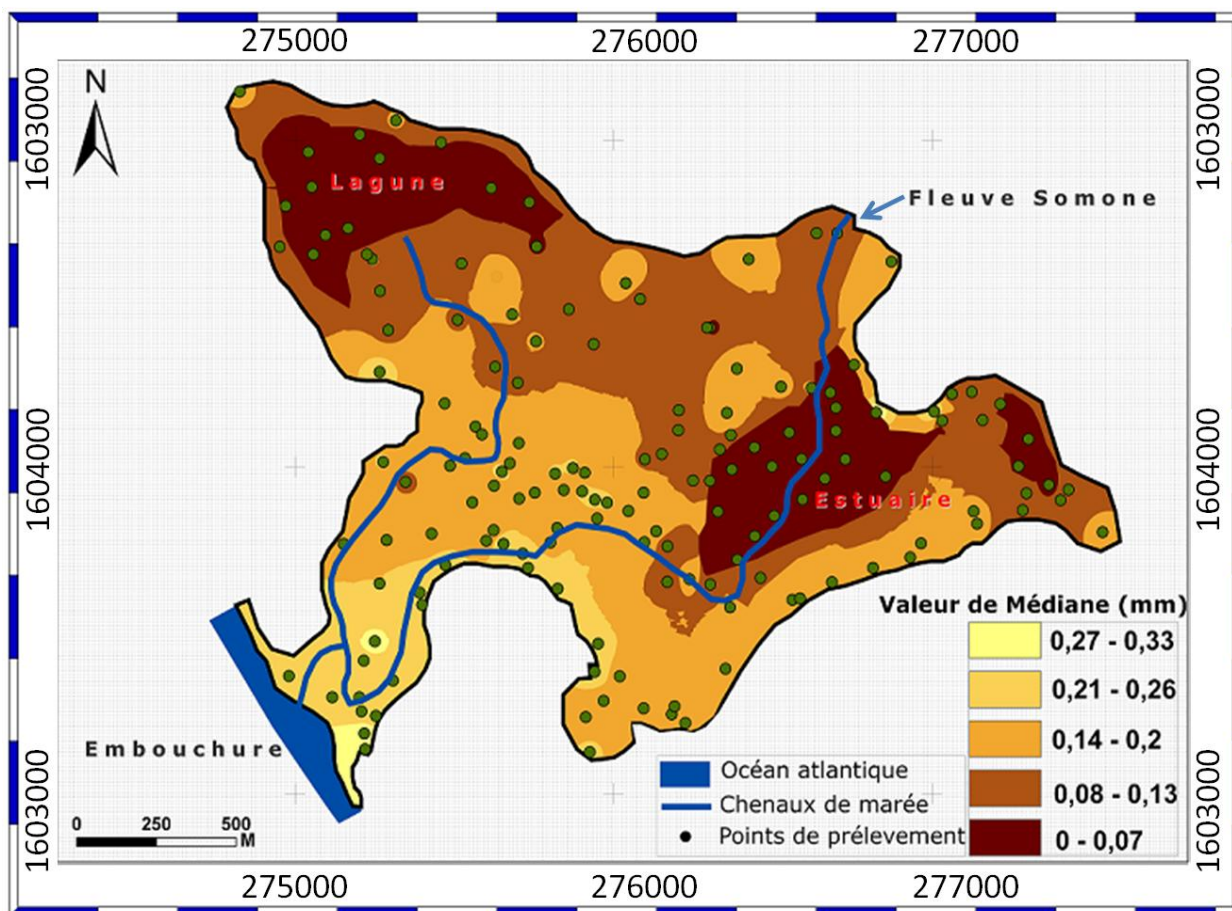 275000 276000 277000
N
1603000
1603000
Lagune
Fleuve Somone
1604000
1604000
Estuaire
Valeur de Médiane (mm)
0,27 - 0,33
0,21 - 0,26
0,14 - 0,2
0,08 - 0,13
0 - 0,07
Embouchure
Océan atlantique
Chenaux de marée
Points de prélevement
1603000
1603000
0 250 500
M
275000 276000 277000